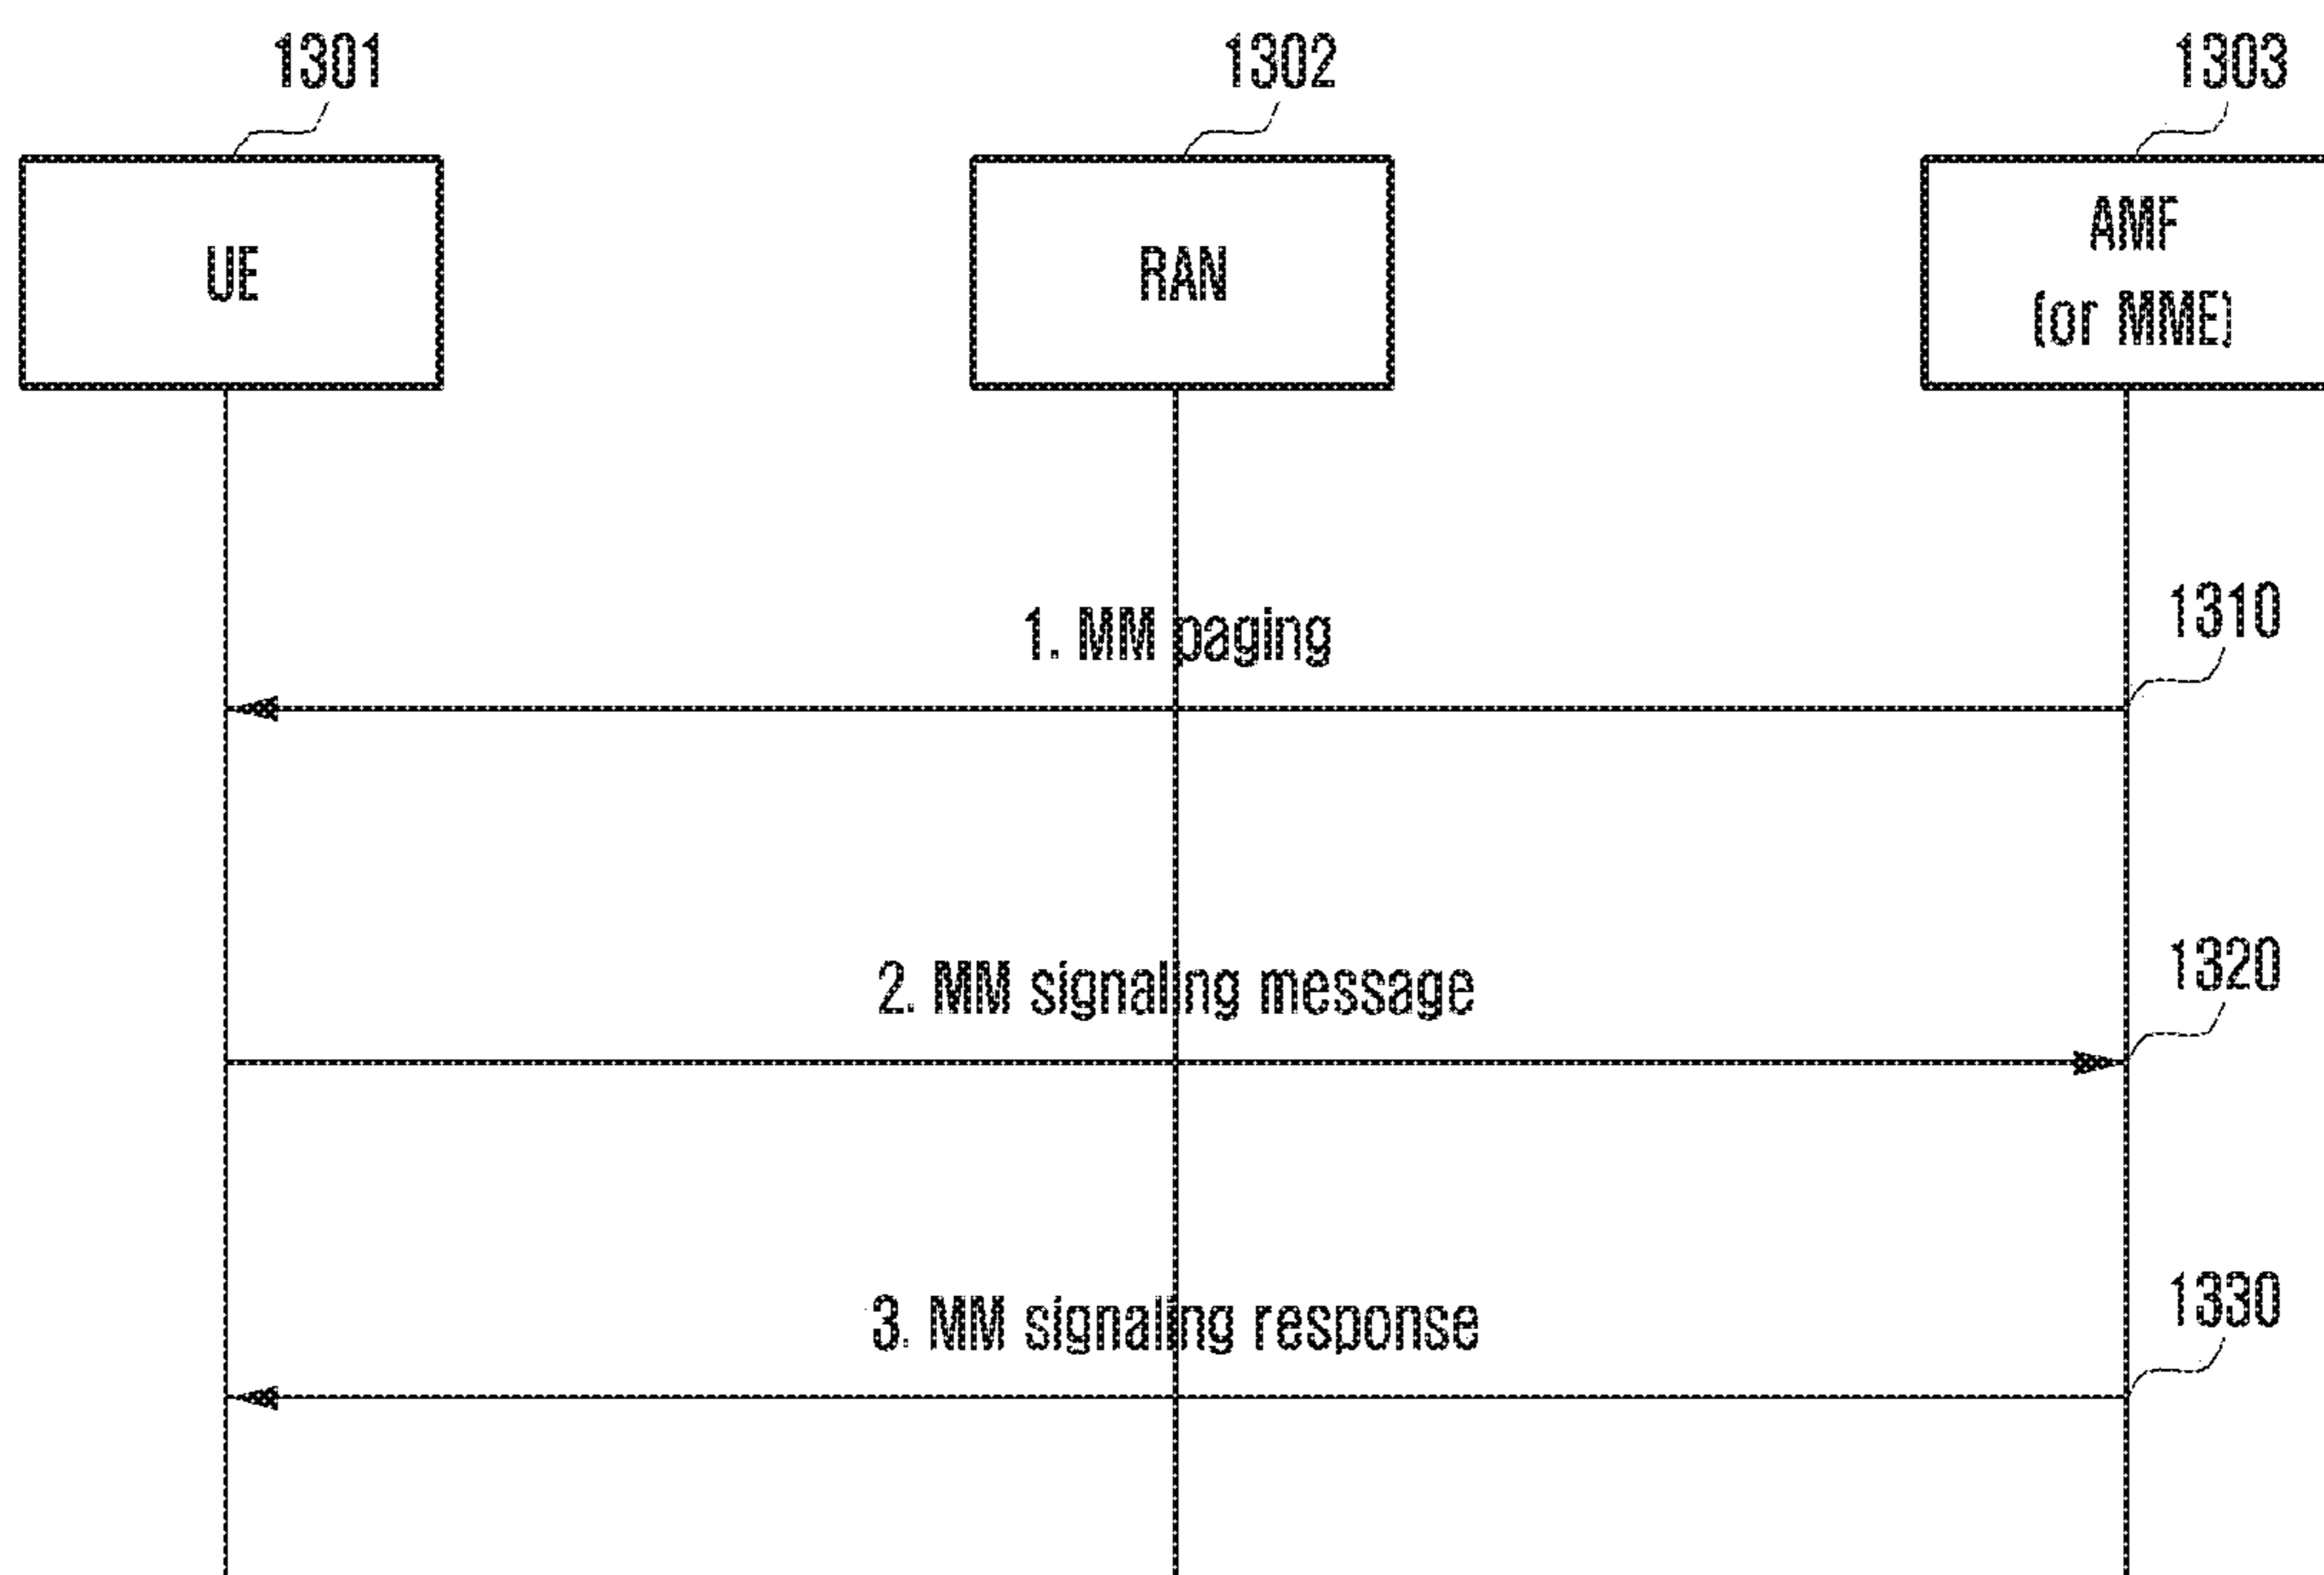 1301
1302
1303
UE
RAN
AMF
(or MME)
1. MM paging
1310
2. MM signaling message
1320
3. MM signaling response
1330